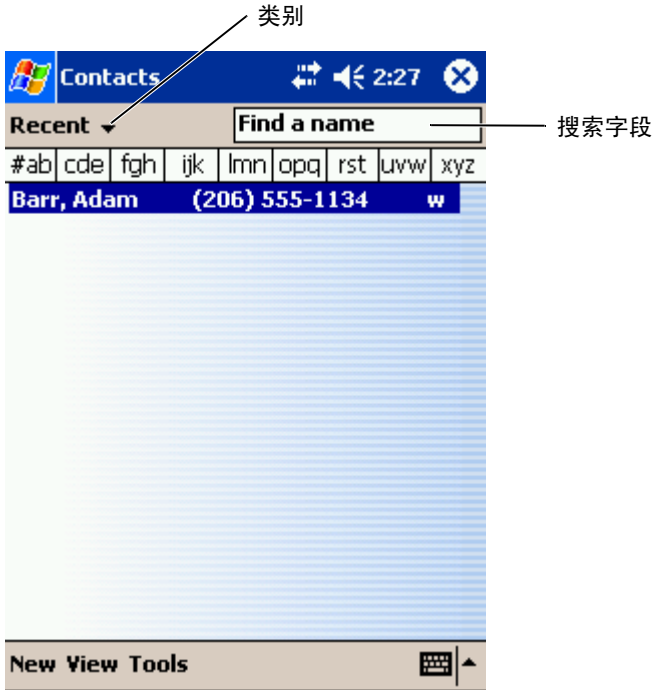 类别
Contacts 2:27
Recent Find a name 搜索字段
#ab cde fgh ijk lmn opq rst uvw xyz
Barr, Adam (206) 555-1134 w
New View Tools